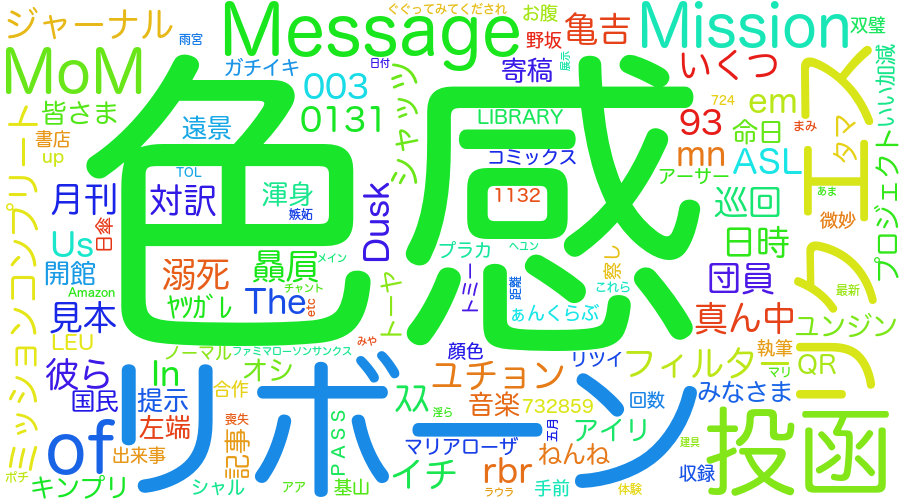 ジャーナル
雨宮
ぐぐってみてくだされ
お腹
亀吉
Message
Mission
双璧
MoM
ガチイキ
日付
寄稿
野坂
展示
いくつ
いい加減
003
シャッツ
皆さま
0131
LIBRARY
93
724
em
命日
まみ
エス
書店
遠景
色感
コミックス
mn
ASL
タマ
up
TOL
アーサー
プロジェクト
月刊
対訳
渾身
嫉妬
Dusk
1132
巡回
あま
微妙
日傘
Us
プラカ
ヘユン
察し
日時
開館
溺死
贔屓
メイン
トミー
距離
これら
団員
リク
Amazon
ﾔﾂｶﾞﾚ
The
etc
チャント
トーヤ
ぁんくらぶ
最新
見本
真ん中
ユンジン
LEU
ノーマル
ファミマローソンサンクス
みや
顔色
リツイ
フィルター
執筆
QR
マリ
彼ら
In
オシ
ユチョン
みなさま
国民
提示
合作
ｽｽ
音楽
732859
回数
ミッションコンプリート
リボーン
左端
喪失
PASS
淫ら
五月
アイリ
投函
of
出来事
記事
マリアローザ
ねんね
建具
ポチ
キンプリ
シャル
アア
基山
イチ
rbr
ラウラ
手前
体験
収録